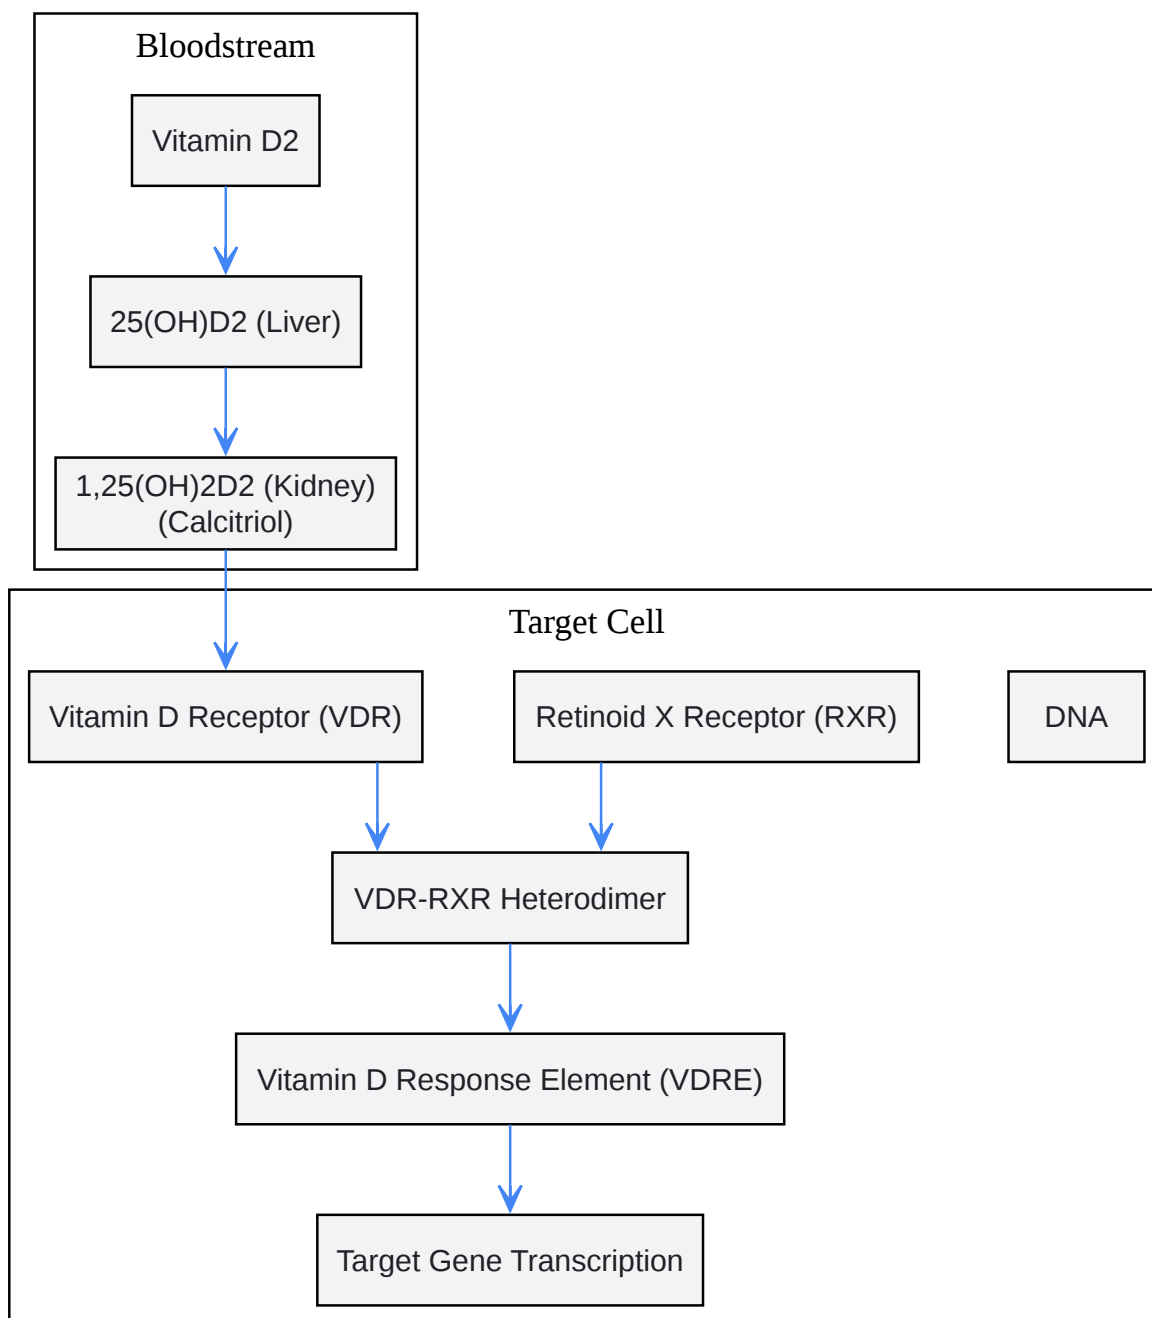 Bloodstream
Vitamin D2
25(OH)D2 (Liver)
1,25(OH)2D2 (Kidney)
(Calcitriol)
Target Cell
Vitamin D Receptor (VDR)
Retinoid X Receptor (RXR)
DNA
VDR-RXR Heterodimer
Vitamin D Response Element (VDRE)
Target Gene Transcription